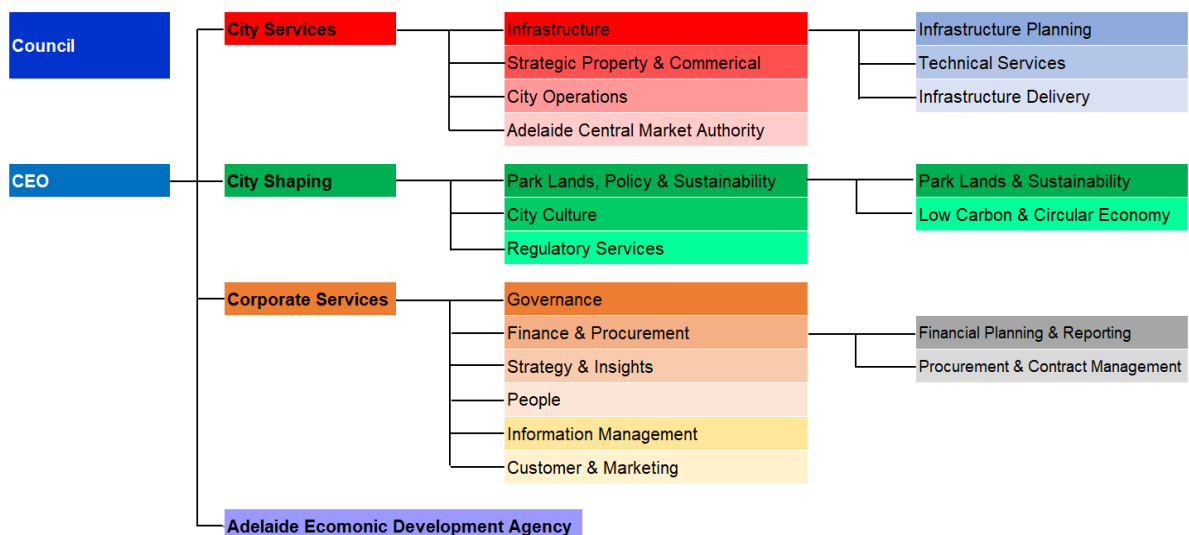 Council
City Services
Infrastructure
Infrastructure Planning
Strategic Property & Commerical
Technical Services
City Operations
Infrastructure Delivery
Adelaide Central Market Authority
CEO
City Shaping
Park Lands, Policy & Sustainability
Park Lands & Sustainability
City Culture
Low Carbon & Circular Economy
Regulatory Services
Corporate Services
Governance
Finance & Procurement
Financial Planning & Reporting
Strategy & Insights
Procurement & Contract Management
People
Information Management
Customer & Marketing
Adelaide Ecomonic Development Agency